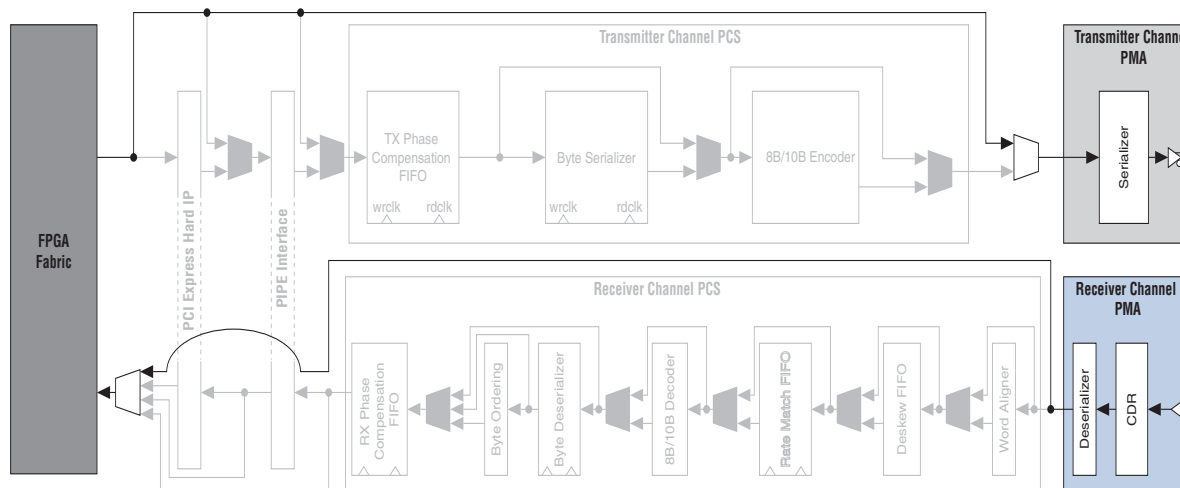 Transmitter Channel PCS
Transmitter Channe
PMA
TX Phase
Compensation
FIFO
wrclk
rdclk
Byte Serializer
wrclk
rdclk
8B/10B Encoder
Serializer
FPGA
Fabric
PCI Express Hard IP
PIPE Interface
Receiver Channel PCS
Receiver Channel
PMA
RX Phase
Compensation
FIFO
Byte Ordering
Byte Deserializer
8B/10B Decoder
Rate Match FIFO
Deskew FIFO
Word Aligner
Deserializer
CDR